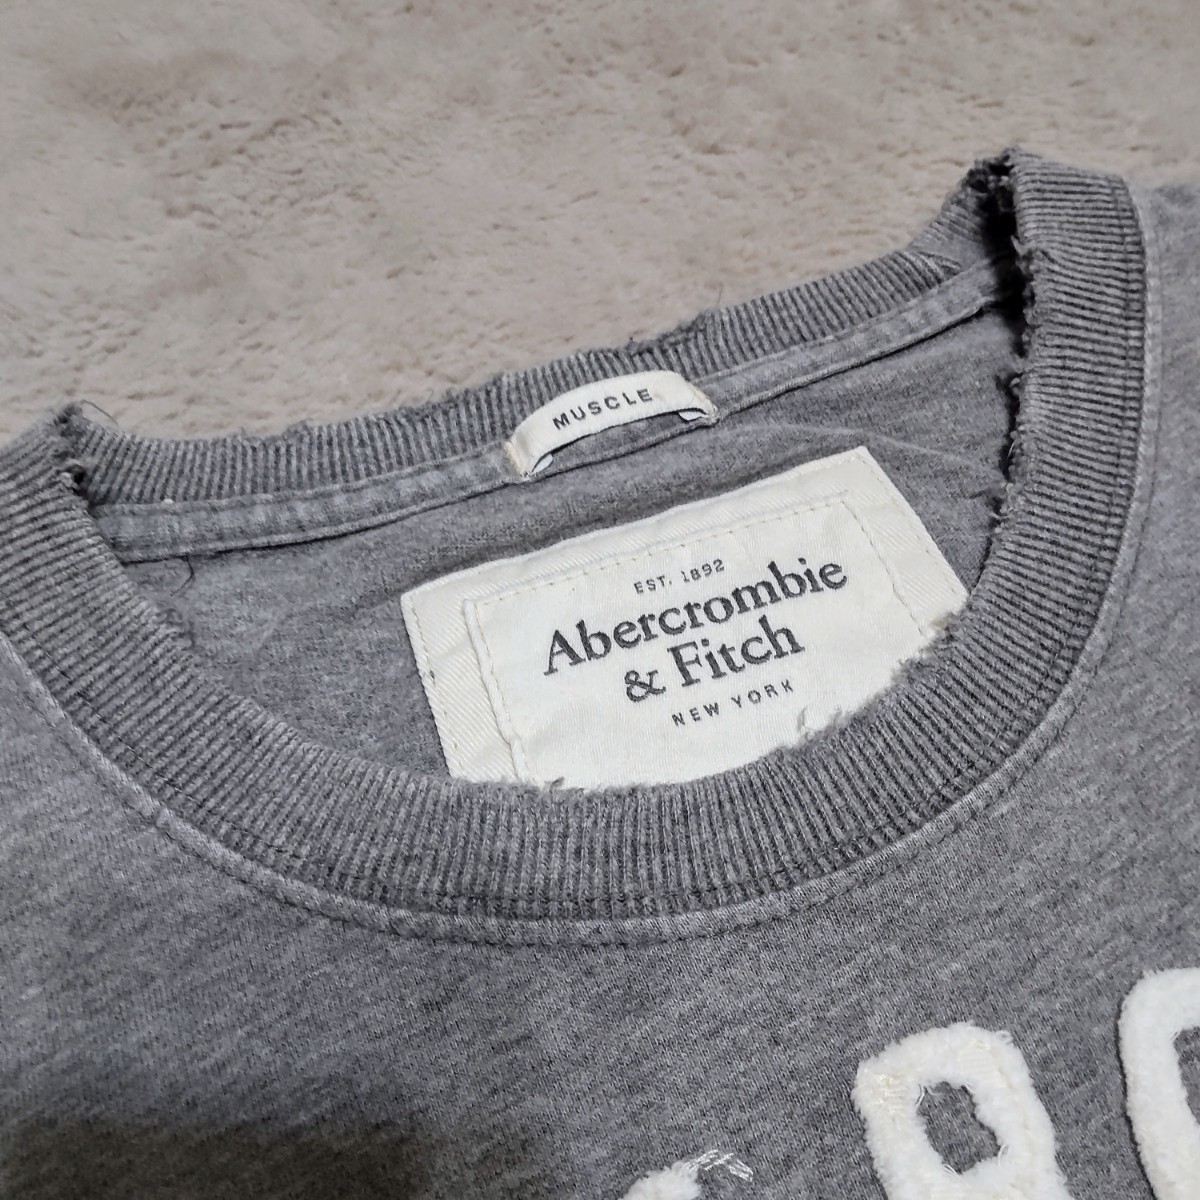 MUSCLE
EST. 1892
Abercrombie
& Fitch
NEW YORK